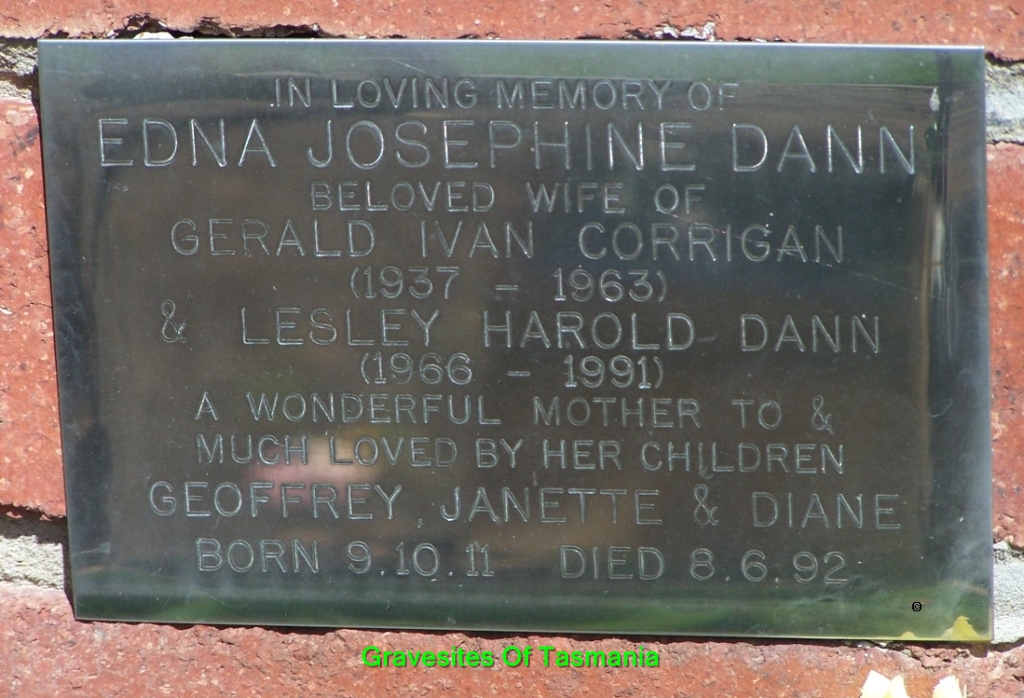 IN LOVING MEMORY OF
EDNA JOSEPHINE DANN
BELOVED WIFE OF
GERALD IVAN CORRIGAN
(1937 – 1963)
& LESLEY HAROLD DANN
(1966 – 1991)
A WONDERFUL MOTHER TO &
MUCH LOVED BY HER CHILDREN
GEOFFREY, JANETTE & DIANE
BORN 9.10.11 DIED 8.6.92
©
Gravesites Of Tasmania